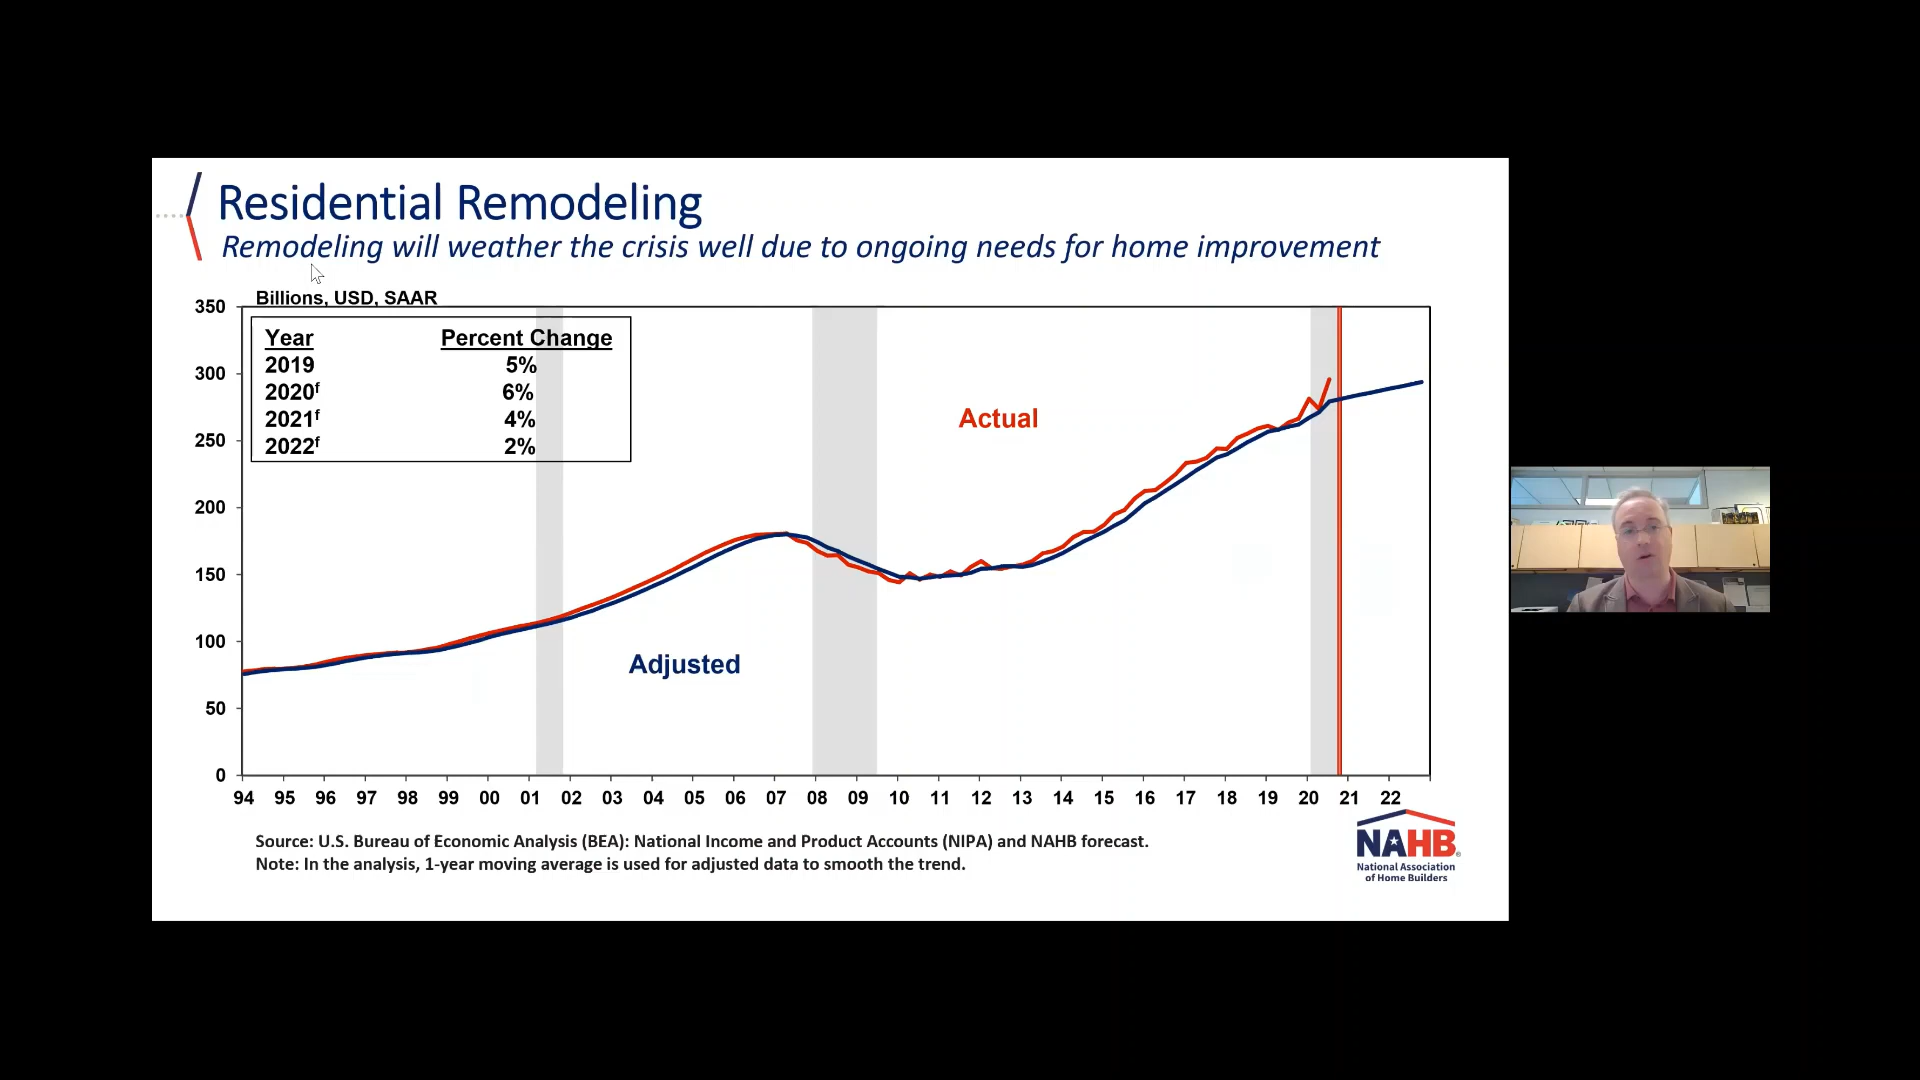 Residential Remodeling
Remodeling will weather the crisis well due to ongoing needs for home improvement
Billions, USD, SAAR
350
300
250
200
150
100
50
0
Year Percent Change
2019 5%
2020f 6%
2021f 4%
2022f 2%
Actual
Adjusted
94 95 96 97 98 99 00 01 02 03 04 05 06 07 08 09 10 11 12 13 14 15 16 17 18 19 20 21 22
Source: U.S. Bureau of Economic Analysis (BEA): National Income and Product Accounts (NIPA) and NAHB forecast.
Note: In the analysis, 1-year moving average is used for adjusted data to smooth the trend.
NAHB®
National Association
of Home Builders